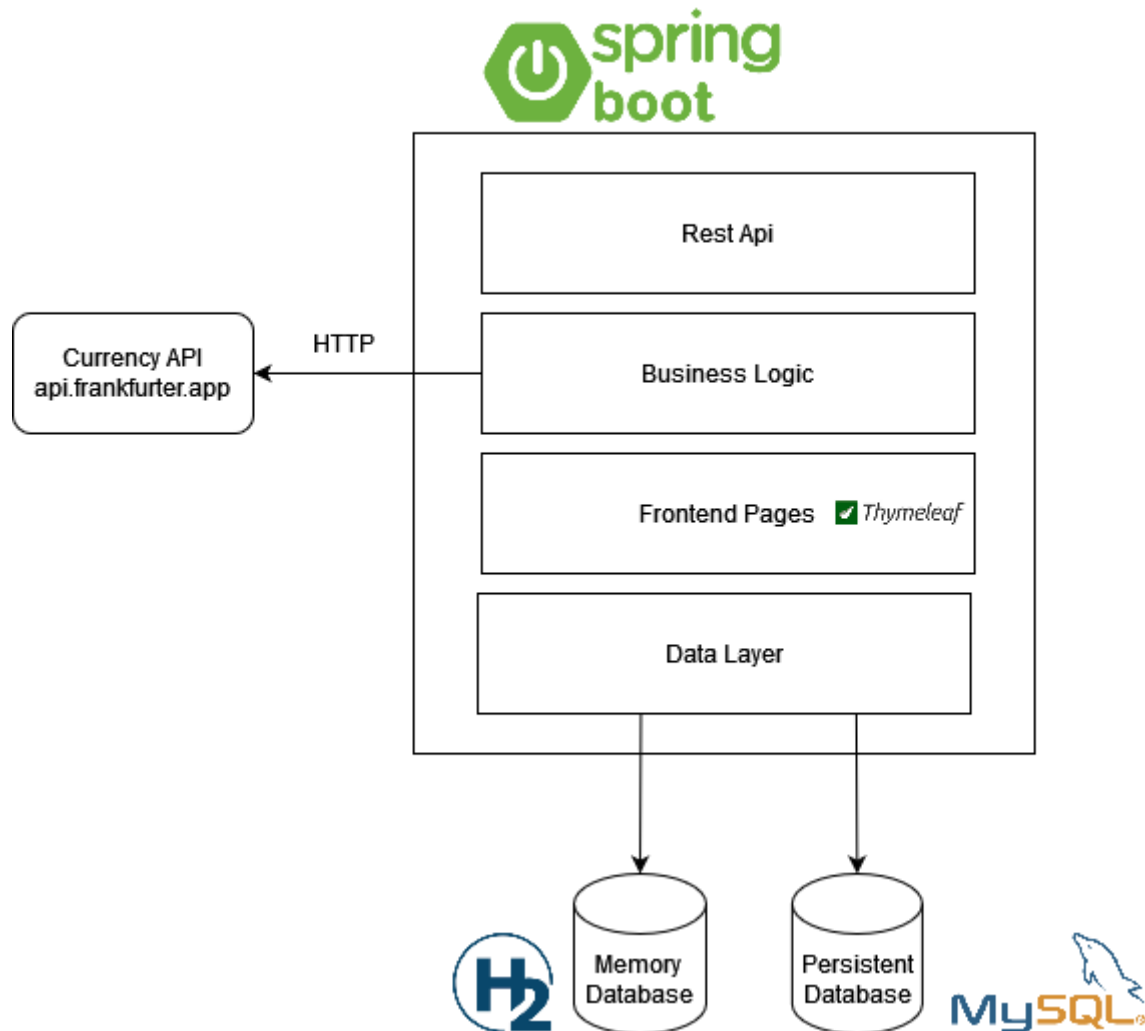 spring
boot
Rest Api
HTTP
Currency API
api.frankfurter.app
Business Logic
Frontend Pages
Thymeleaf
Data Layer
H2
Memory
Database
Persistent
Database
MySQL